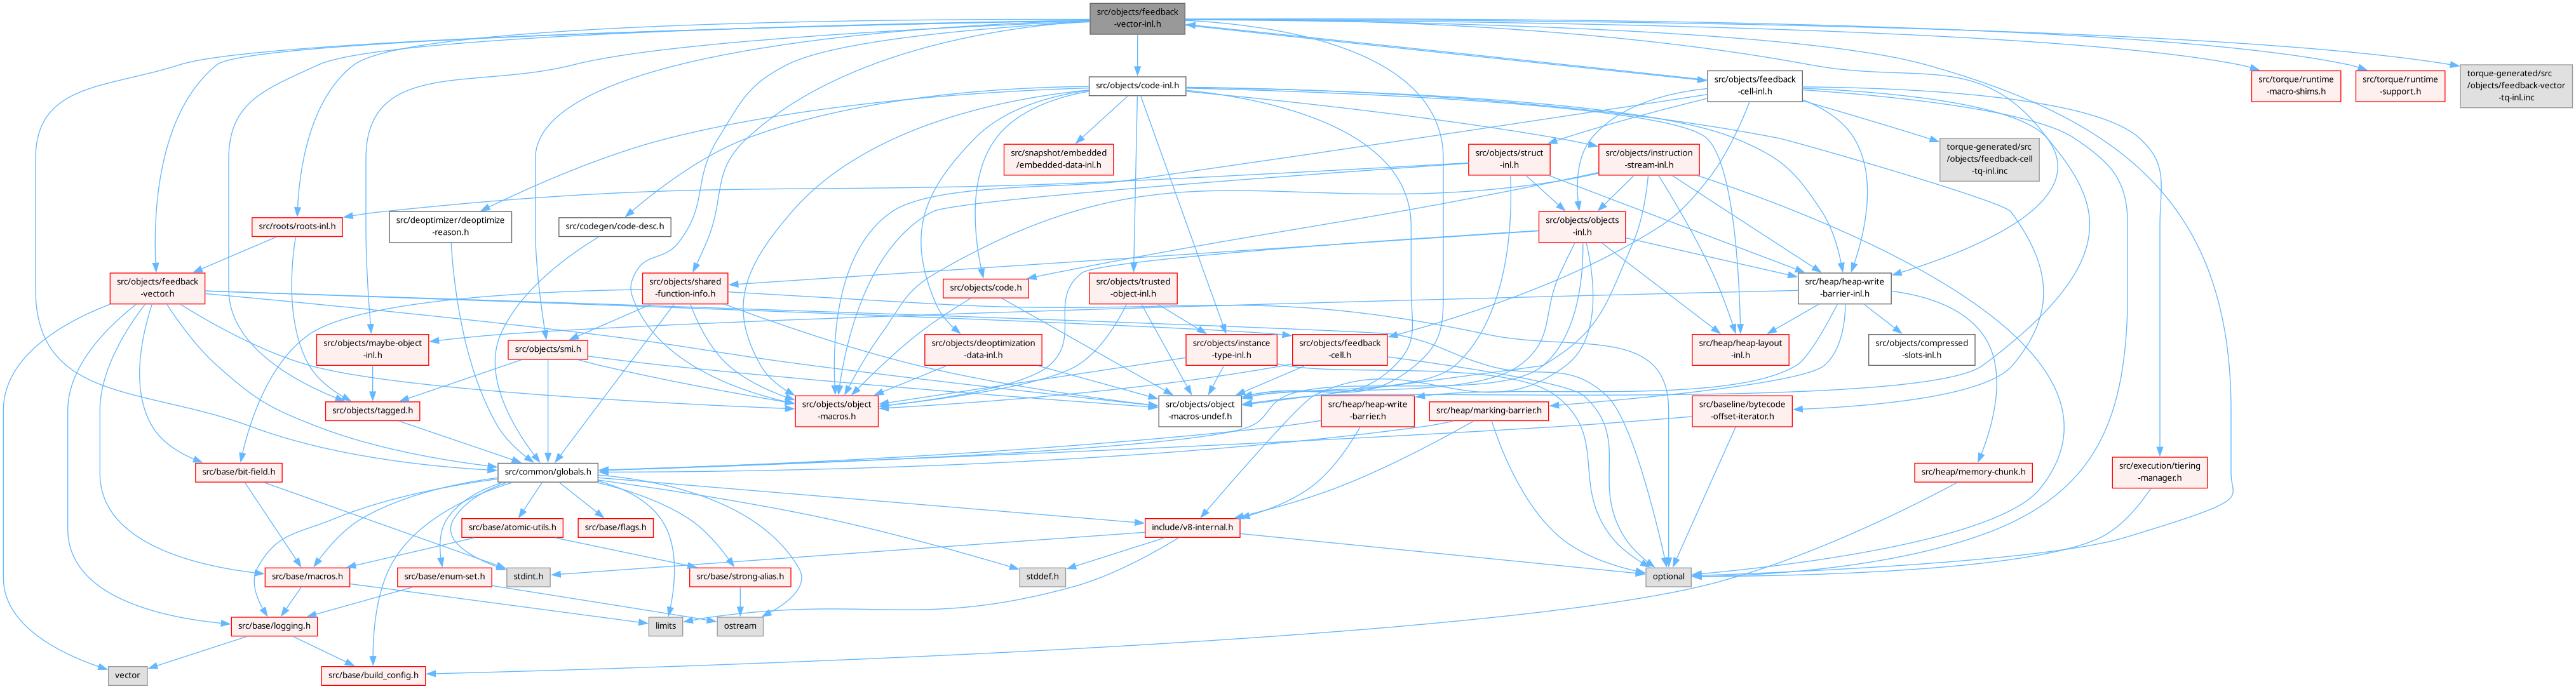 src/objects/feedback
-vector-inl.h
src/objects/code-inl.h
src/objects/feedback
-cell-inl.h
src/torque/runtime
-macro-shims.h
src/torque/runtime
-support.h
torque-generated/src
/objects/feedback-vector
-tq-inl.inc
src/snapshot/embedded
/embedded-data-inl.h
src/objects/struct
-inl.h
src/objects/instruction
-stream-inl.h
torque-generated/src
/objects/feedback-cell
-tq-inl.inc
src/roots/roots-inl.h
src/deoptimizer/deoptimize
-reason.h
src/codegen/code-desc.h
src/objects/objects
-inl.h
src/objects/feedback
-vector.h
src/objects/shared
-function-info.h
src/objects/code.h
src/objects/trusted
-object-inl.h
src/heap/heap-write
-barrier-inl.h
src/objects/maybe-object
-inl.h
src/objects/smi.h
src/objects/deoptimization
-data-inl.h
src/objects/instance
-type-inl.h
src/objects/feedback
-cell.h
src/heap/heap-layout
-inl.h
src/objects/compressed
-slots-inl.h
src/objects/tagged.h
src/objects/object
-macros.h
src/objects/object
-macros-undef.h
src/heap/heap-write
-barrier.h
src/heap/marking-barrier.h
src/baseline/bytecode
-offset-iterator.h
src/base/bit-field.h
src/common/globals.h
src/heap/memory-chunk.h
src/execution/tiering
-manager.h
src/base/atomic-utils.h
src/base/flags.h
include/v8-internal.h
src/base/macros.h
src/base/enum-set.h
stdint.h
src/base/strong-alias.h
stddef.h
optional
src/base/logging.h
limits
ostream
vector
src/base/build_config.h